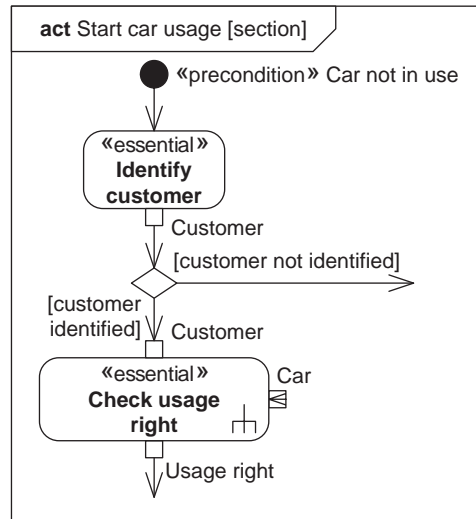 act Start car usage [section]
«precondition» Car not in use
«essential»
Identify
customer
Customer
[customer not identified]
[customer
identified]
Customer
«essential»
Check usage
right
Car
Usage right